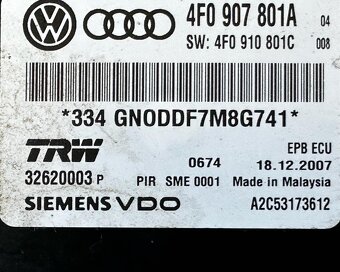 4F0 907 801A 04
SW: 4F0 910 801C 008
*334 GNODDF7M8G741*
TRW EPB ECU
0674 18.12.2007
32620003 P PIR SME 0001 Made in Malaysia
SIEMENS VDO A2C53173612